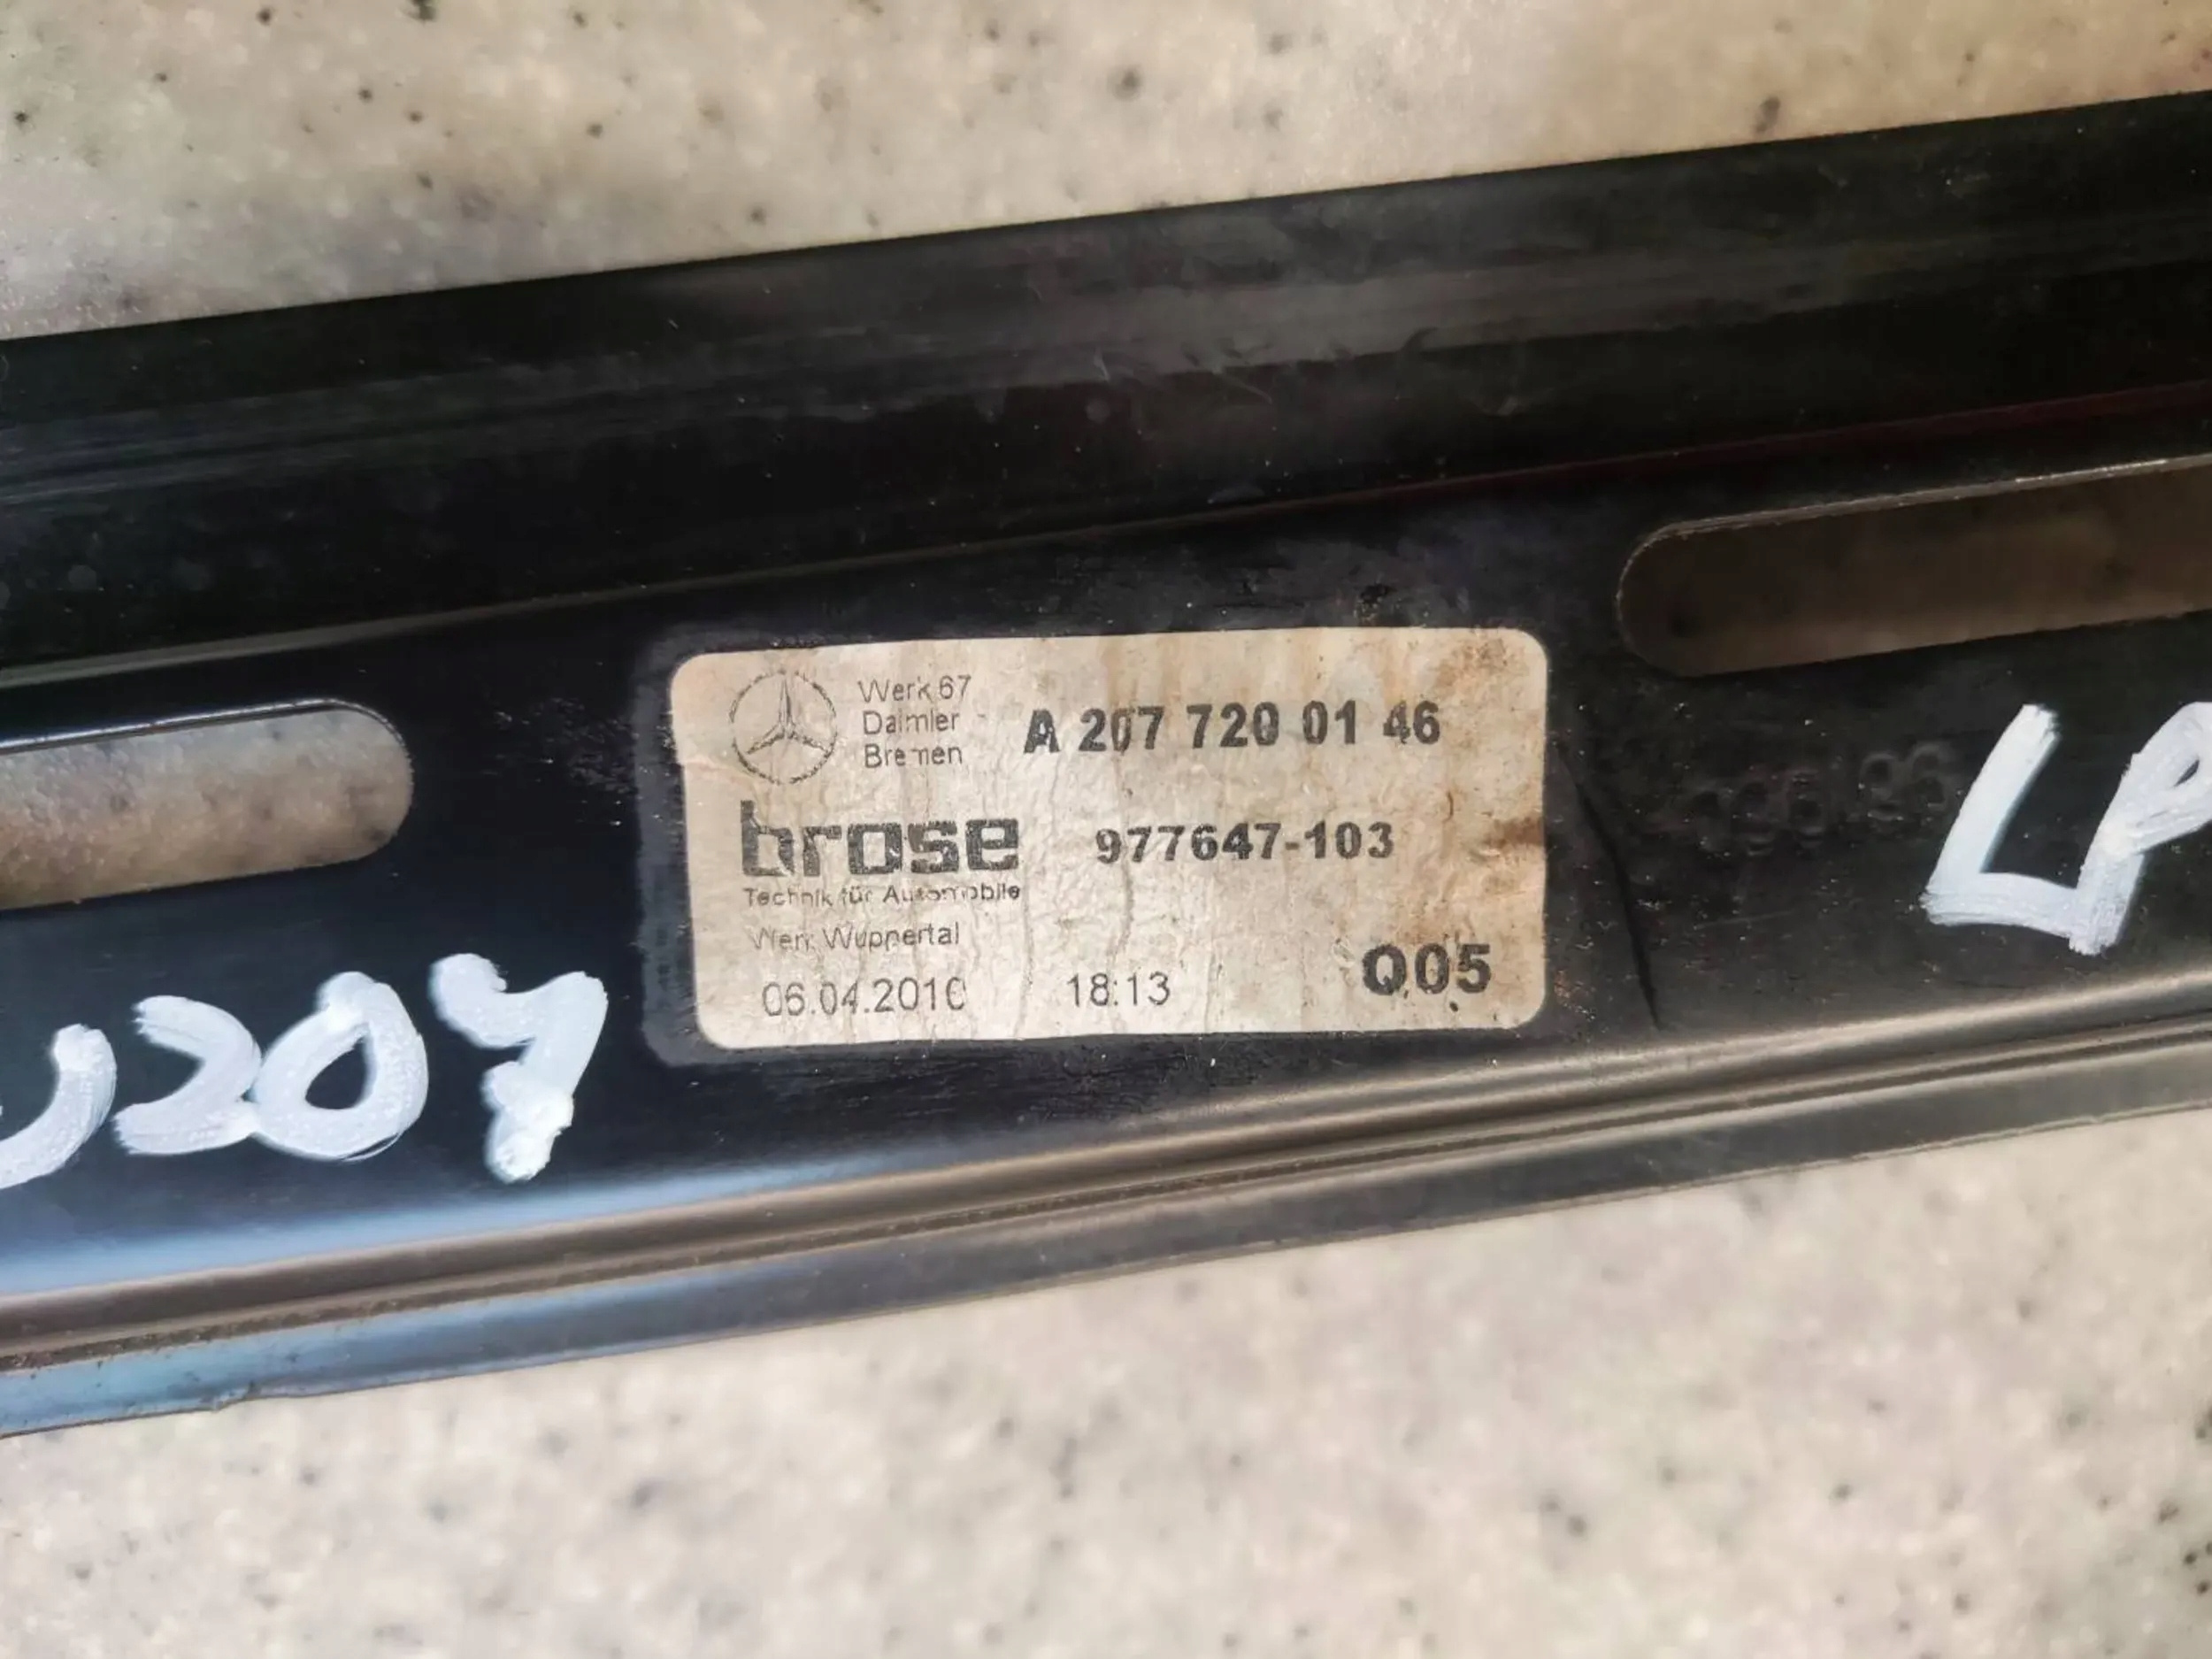 Werk 67
Daimler
Bremen
A 207 720 01 46
brose
977647-103
Technik für Automobile
Werk Wuppertal
06.04.2010
18:13
Q05
LP
207